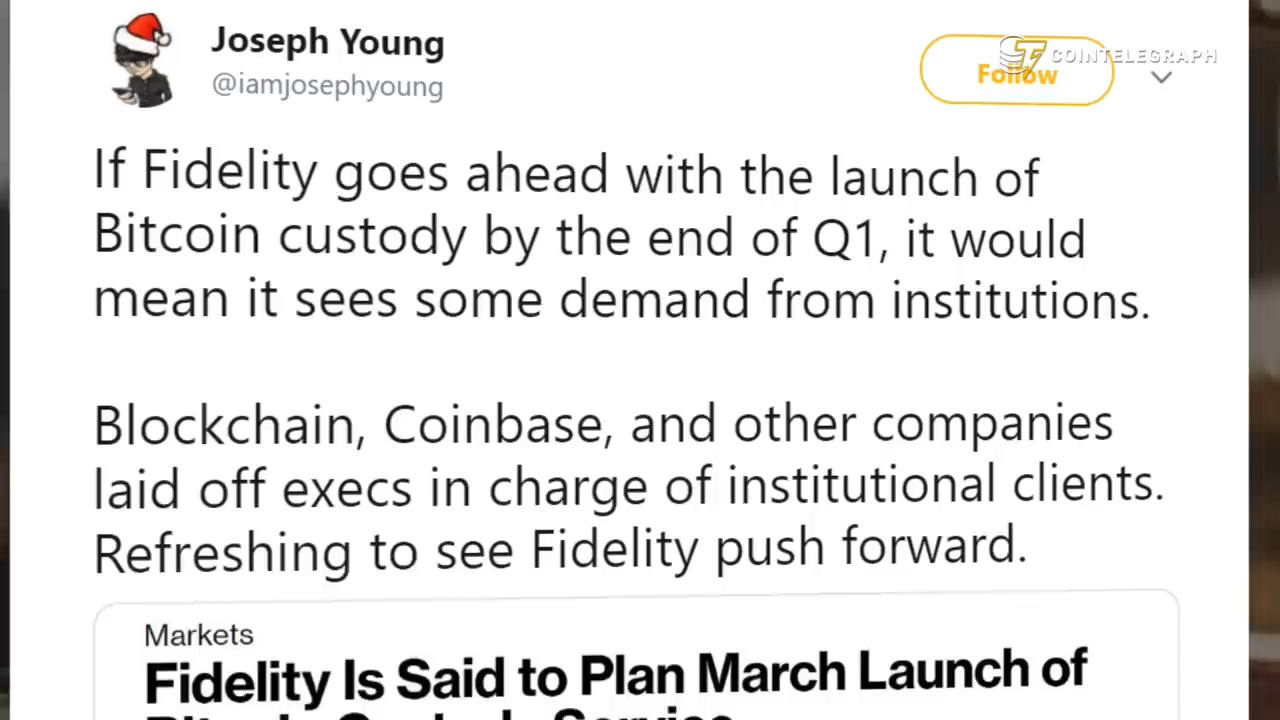 Joseph Young
@iamjosephyoung
Follow
COINTELEGRAPH
If Fidelity goes ahead with the launch of
Bitcoin custody by the end of Q1, it would
mean it sees some demand from institutions.
Blockchain, Coinbase, and other companies
laid off execs in charge of institutional clients.
Refreshing to see Fidelity push forward.
Markets
Fidelity Is Said to Plan March Launch of